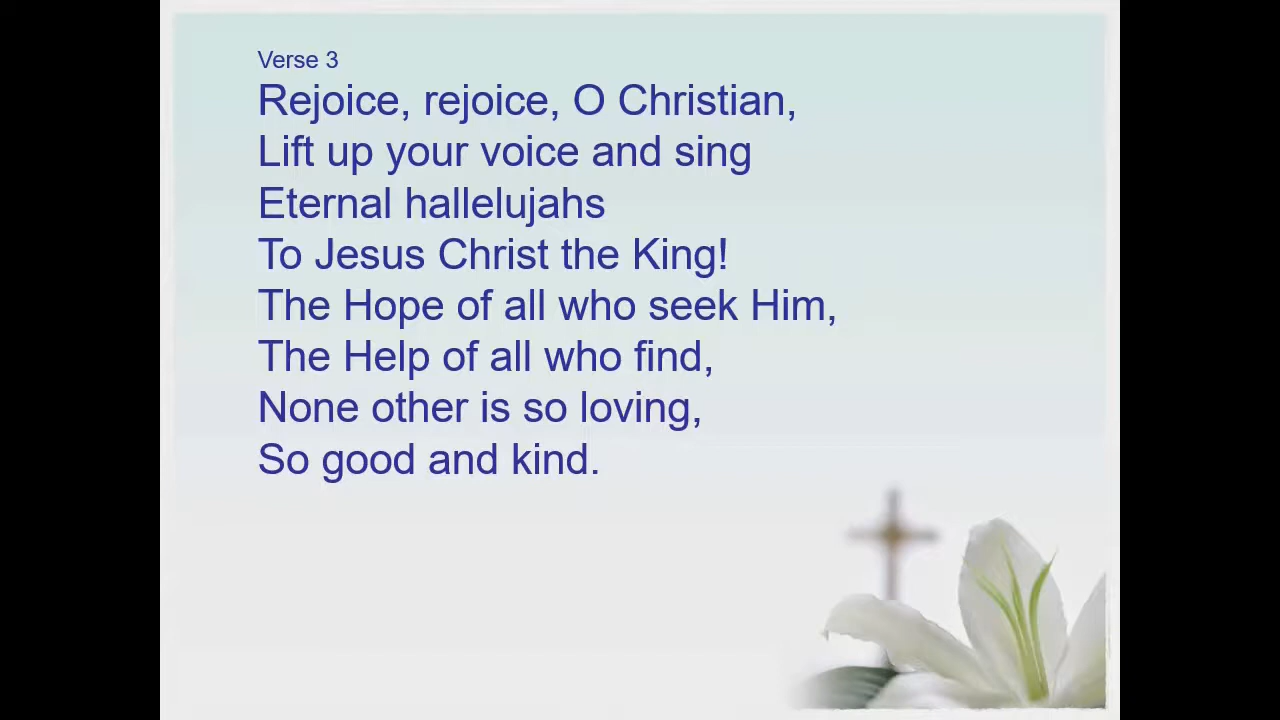 Verse 3
Rejoice, rejoice, O Christian,
Lift up your voice and sing
Eternal hallelujahs
To Jesus Christ the King!
The Hope of all who seek Him,
The Help of all who find,
None other is so loving,
So good and kind.